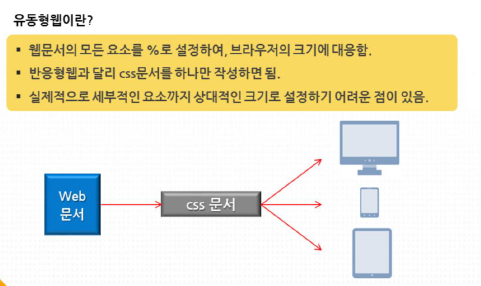 유동형웹이란?
▪ 웹문서의 모든 요소를 %로 설정하여, 브라우저의 크기에 대응함.
▪ 반응형웹과 달리 css문서를 하나만 작성하면 됨.
▪ 실제적으로 세부적인 요소까지 상대적인 크기로 설정하기 어려운 점이 있음.
Web
문서
css 문서